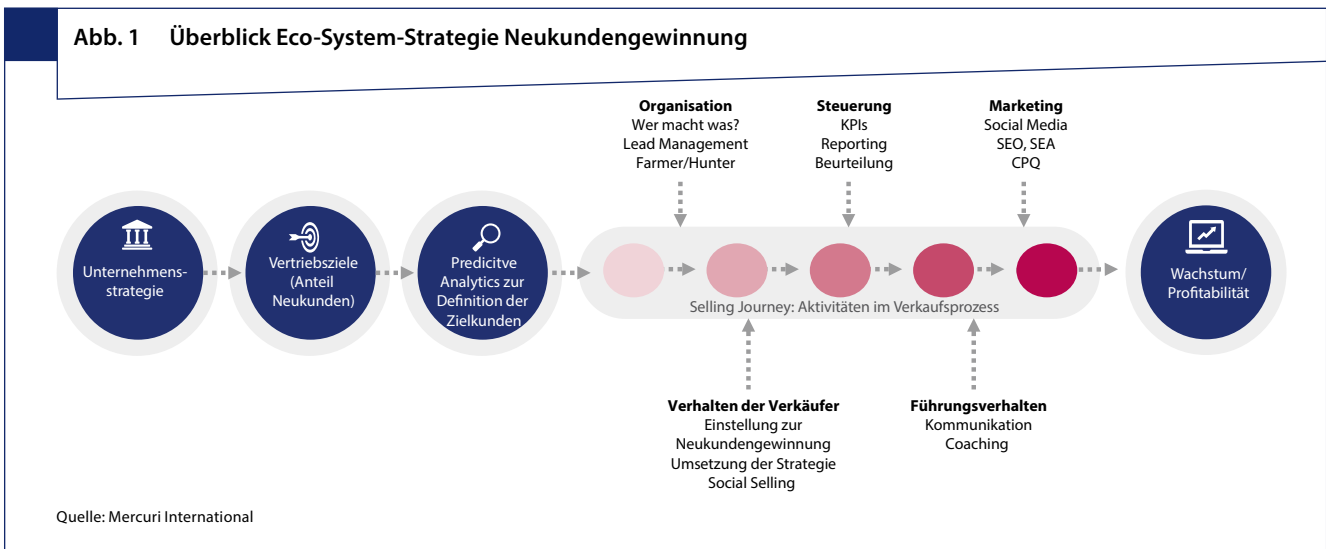 Abb. 1 Überblick Eco-System-Strategie Neukundengewinnung
Organisation
Wer macht was?
Lead Management
Farmer/Hunter
Steuerung
KPIs
Reporting
Beurteilung
Marketing
Social Media
SEO, SEA
CPQ
Unternehmens-
strategie
Vertriebsziele
(Anteil
Neukunden)
Predicitve
Analytics zur
Definition der
Zielkunden
Selling Journey: Aktivitäten im Verkaufsprozess
Wachstum/
Profitabilität
Verhalten der Verkäufer
Einstellung zur
Neukundengewinnung
Umsetzung der Strategie
Social Selling
Führungsverhalten
Kommunikation
Coaching
Quelle: Mercuri International